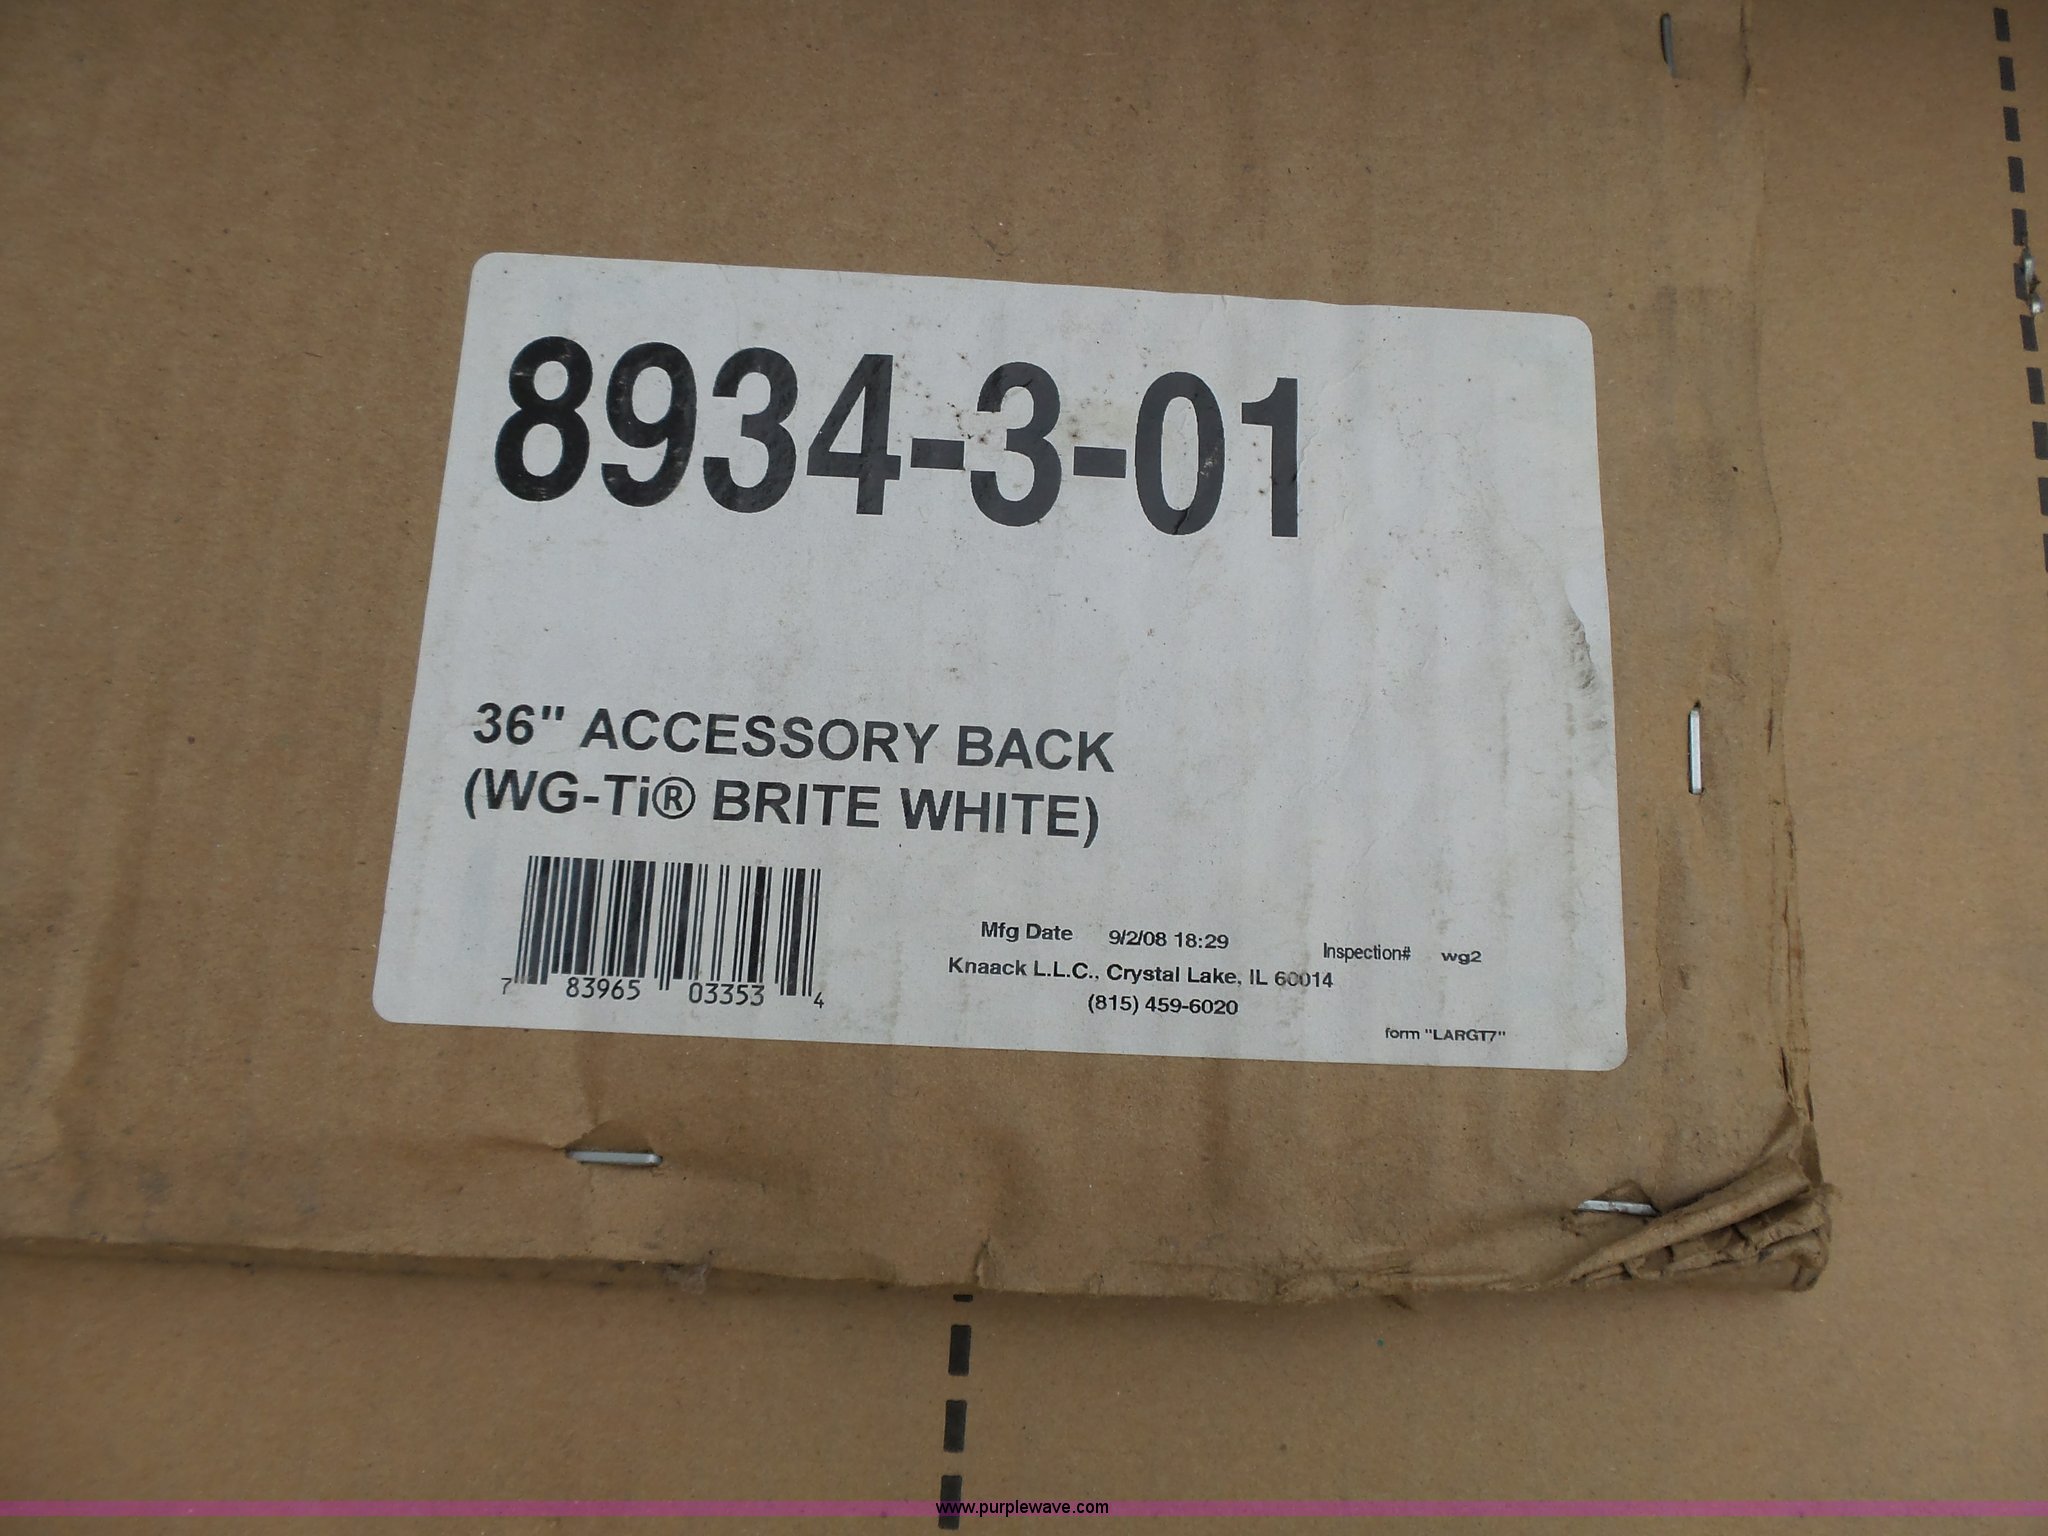 8934-3-01
36" ACCESSORY BACK
(WG-Ti® BRITE WHITE)
7 83965 03353 4
Mfg Date 9/2/08 18:29
Inspection# wg2
Knaack L.L.C., Crystal Lake, IL 60014
(815) 459-6020
form "LARGT7"
www.purplewave.com